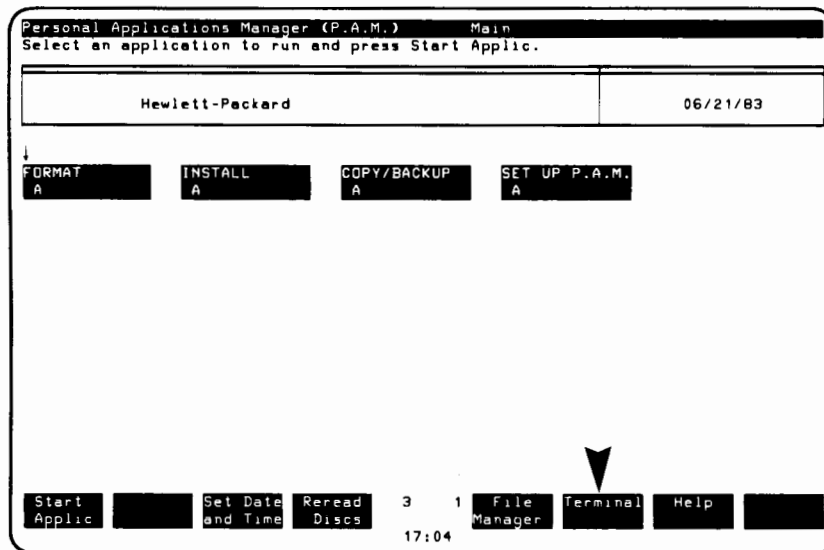 Personal Applications Manager (P.A.M.) Main
Select an application to run and press Start Applic.
Hewlett-Packard 06/21/83
FORMAT INSTALL COPY/BACKUP SET UP P.A.M.
A A A A
Start Set Date Reread 3 1 File Terminal Help
Applic and Time Discs Manager
17:04